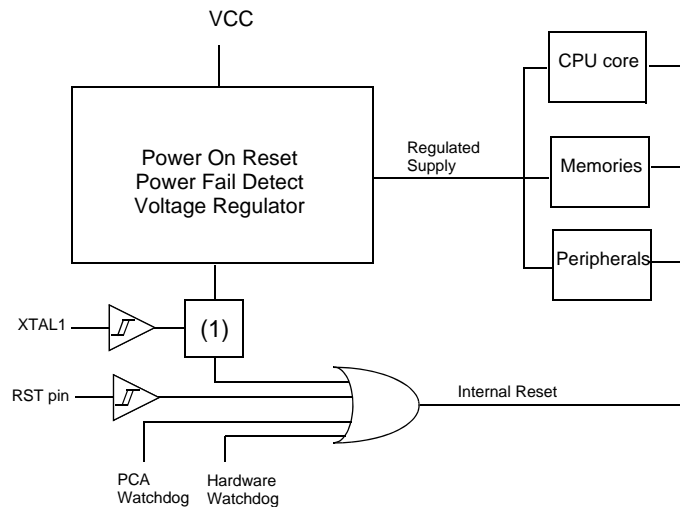 VCC
CPU core
Power On Reset
Power Fail Detect
Voltage Regulator
Regulated
Supply
Memories
Peripherals
XTAL1
(1)
RST pin
Internal Reset
PCA
Watchdog
Hardware
Watchdog